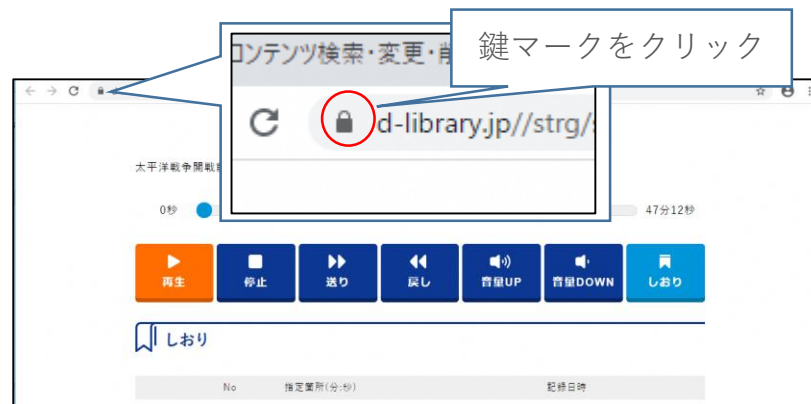 鍵マークをクリック
コンテンツ検索・変更・削
d-library.jp//strg/
太平洋戦争開戦
0秒
47分12秒
再生
停止
送り
戻し
音量UP
音量DOWN
しおり
しおり
No
指定箇所(分:秒)
記録日時